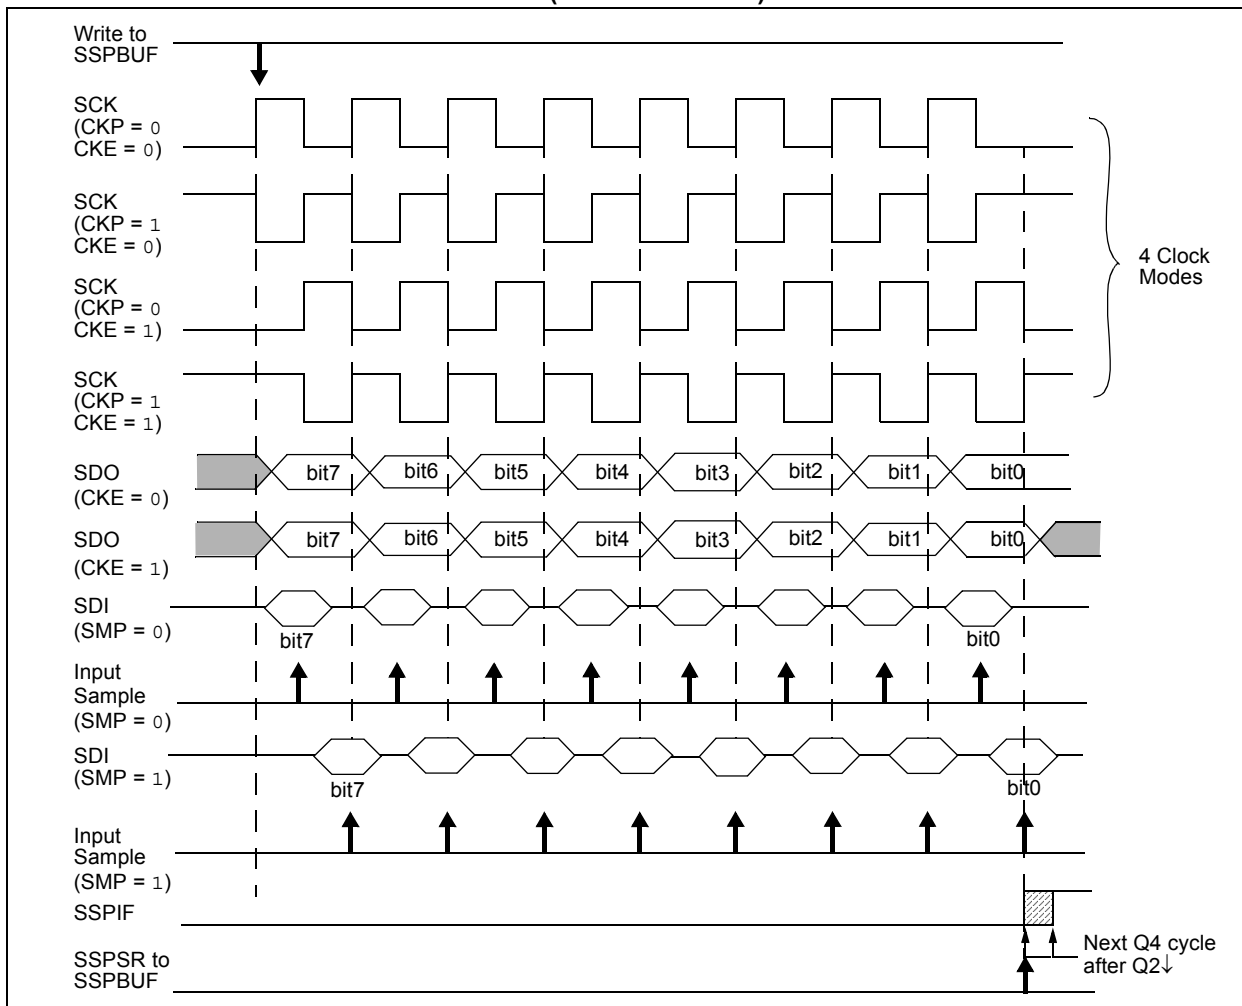 Write to
SSPBUF
SCK
(CKP = 0
CKE = 0)
SCK
(CKP = 1
CKE = 0)
4 Clock
Modes
SCK
(CKP = 0
CKE = 1)
SCK
(CKP = 1
CKE = 1)
SDO
(CKE = 0)
bit7 bit6 bit5 bit4 bit3 bit2 bit1 bit0
SDO
(CKE = 1)
bit7 bit6 bit5 bit4 bit3 bit2 bit1 bit0
SDI
(SMP = 0)
bit7 bit0
Input
Sample
(SMP = 0)
SDI
(SMP = 1)
bit7 bit0
Input
Sample
(SMP = 1)
SSPIF
Next Q4 cycle
after Q2↓
SSPSR to
SSPBUF